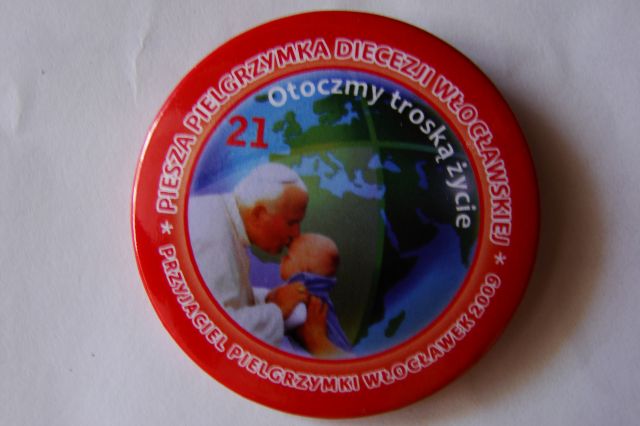 * PIESZA PIELGRZYMKA DIECEZJI WŁOCŁAWSKIEJ *
Otoczmy troską życie
21
PRZYJACIEL PIELGRZYMKI WŁOCŁAWEK 2009